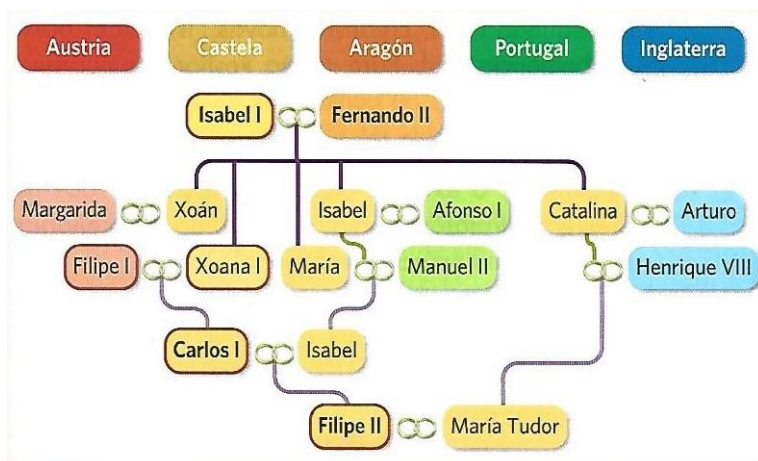 Austria Castela Aragón Portugal Inglaterra
Isabel I Fernando II
Margarida Xoán Isabel Afonso I Catalina Arturo
Filipe I Xoana I María Manuel II Henrique VIII
Carlos I Isabel
Filipe II María Tudor